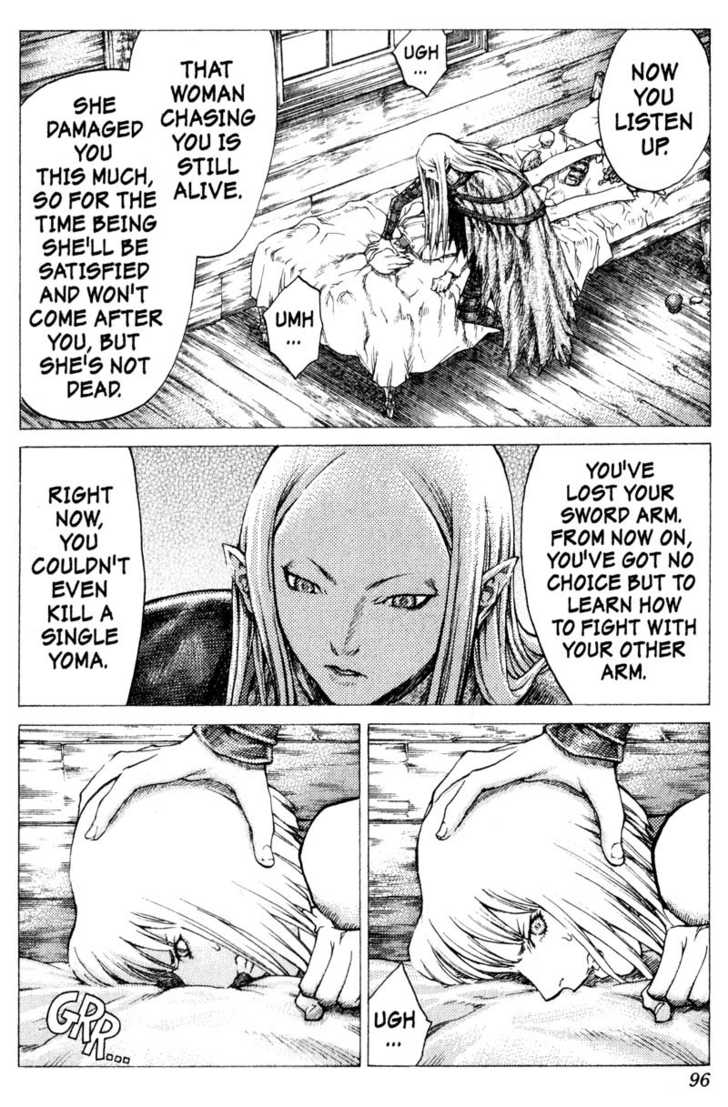 NOW
YOU
LISTEN
UP.
UGH
...
THAT
WOMAN
CHASING
YOU IS
STILL
ALIVE.
SHE
DAMAGED
YOU
THIS MUCH,
SO FOR THE
TIME BEING
SHE'LL BE
SATISFIED
AND WON'T
COME AFTER
YOU, BUT
SHE'S NOT
DEAD.
UMH
...
YOU'VE
LOST YOUR
SWORD ARM.
FROM NOW ON,
YOU'VE GOT NO
CHOICE BUT TO
LEARN HOW
TO FIGHT WITH
YOUR OTHER
ARM.
RIGHT
NOW,
YOU
COULDN'T
EVEN
KILL A
SINGLE
YOMA.
UGH
...
GRR...
96